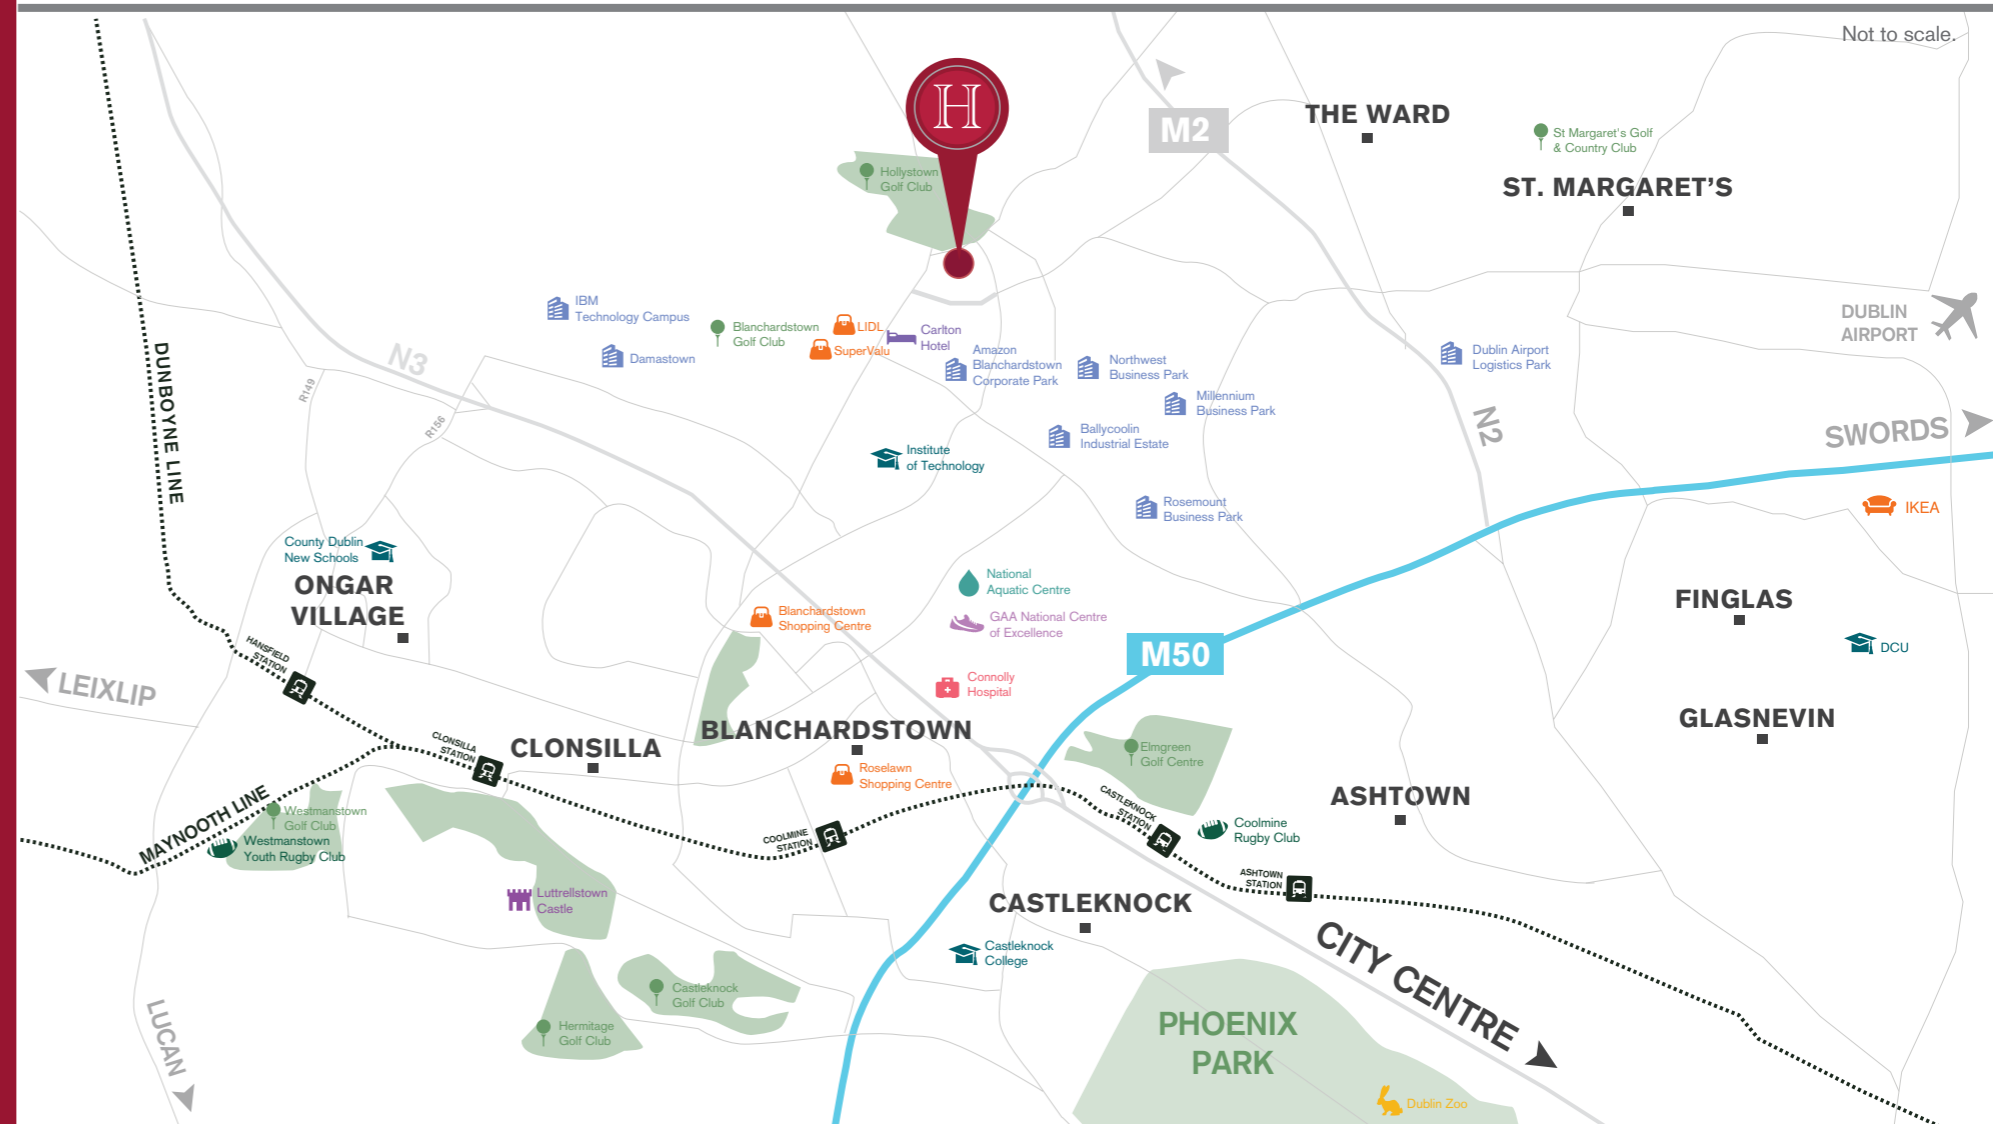 Not to scale.
H
M2
THE WARD
St Margaret's Golf
& Country Club
ST. MARGARET'S
Hollystown
Golf Club
DUBLIN
AIRPORT
IBM
Technology Campus
Blanchardstown
Golf Club
LIDL
SuperValu
Carlton
Hotel
Damastown
Amazon
Blanchardstown
Corporate Park
Northwest
Business Park
Dublin Airport
Logistics Park
Millennium
Business Park
N3
R149
R156
DUNBOYNE LINE
Ballycoolin
Industrial Estate
N2
SWORDS
Institute
of Technology
Rosemount
Business Park
IKEA
County Dublin
New Schools
ONGAR
VILLAGE
National
Aquatic Centre
GAA National Centre
of Excellence
Blanchardstown
Shopping Centre
FINGLAS
DCU
M50
HANSFIELD
STATION
LEIXLIP
Connolly
Hospital
GLASNEVIN
BLANCHARDSTOWN
CLONSILLA
STATION
CLONSILLA
Elmgreen
Golf Centre
Roselawn
Shopping Centre
ASHTOWN
MAYNOOTH LINE
Westmanstown
Golf Club
Westmanstown
Youth Rugby Club
COOLMINE
STATION
CASTLEKNOCK
STATION
Coolmine
Rugby Club
ASHTOWN
STATION
Luttrellstown
Castle
CASTLEKNOCK
Castleknock
College
CITY CENTRE
Castleknock
Golf Club
Hermitage
Golf Club
LUCAN
PHOENIX
PARK
Dublin Zoo